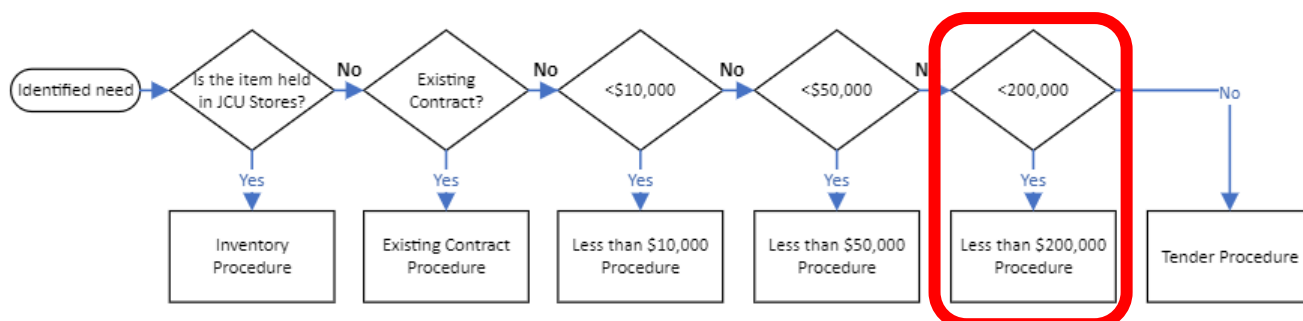 Identified need
Is the item held
in JCU Stores?
No
Existing
Contract?
No
<$10,000
No
<$50,000
<200,000
No
Yes
Yes
Yes
Yes
Yes
Inventory
Procedure
Existing Contract
Procedure
Less than $10,000
Procedure
Less than $50,000
Procedure
Less than $200,000
Procedure
Tender Procedure